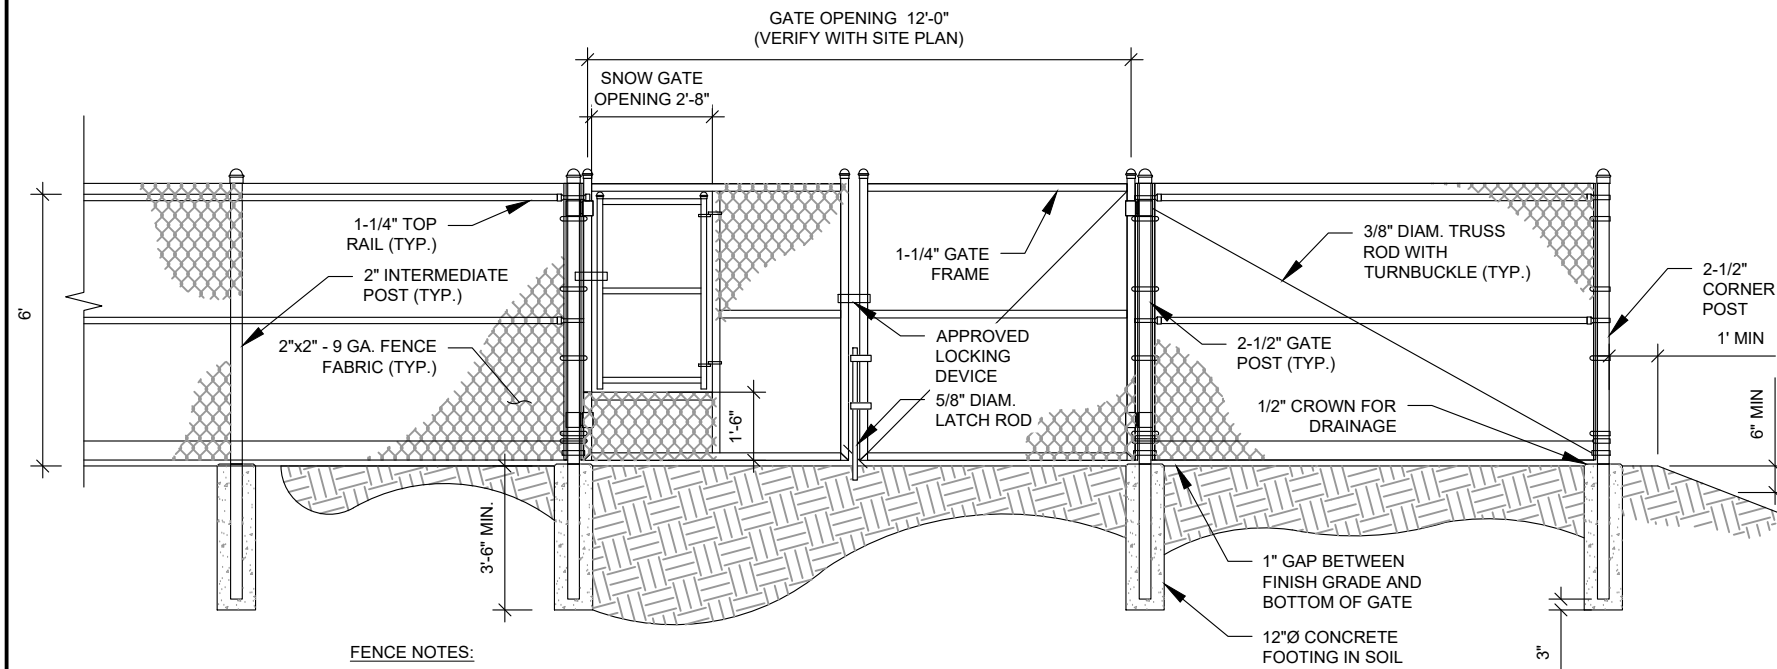 GATE OPENING 12'-0"
(VERIFY WITH SITE PLAN)
SNOW GATE
OPENING 2'-8"
1-1/4" TOP
RAIL (TYP.)
2" INTERMEDIATE
POST (TYP.)
2"x2" - 9 GA. FENCE
FABRIC (TYP.)
6'
1-1/4" GATE
FRAME
APPROVED
LOCKING
DEVICE
5/8" DIAM.
LATCH ROD
1'-6"
3/8" DIAM. TRUSS
ROD WITH
TURNBUCKLE (TYP.)
2-1/2" GATE
POST (TYP.)
2-1/2"
CORNER
POST
1' MIN
1/2" CROWN FOR
DRAINAGE
6" MIN
3'-6" MIN.
1" GAP BETWEEN
FINISH GRADE AND
BOTTOM OF GATE
12"Ø CONCRETE
FOOTING IN SOIL
3"
FENCE NOTES: